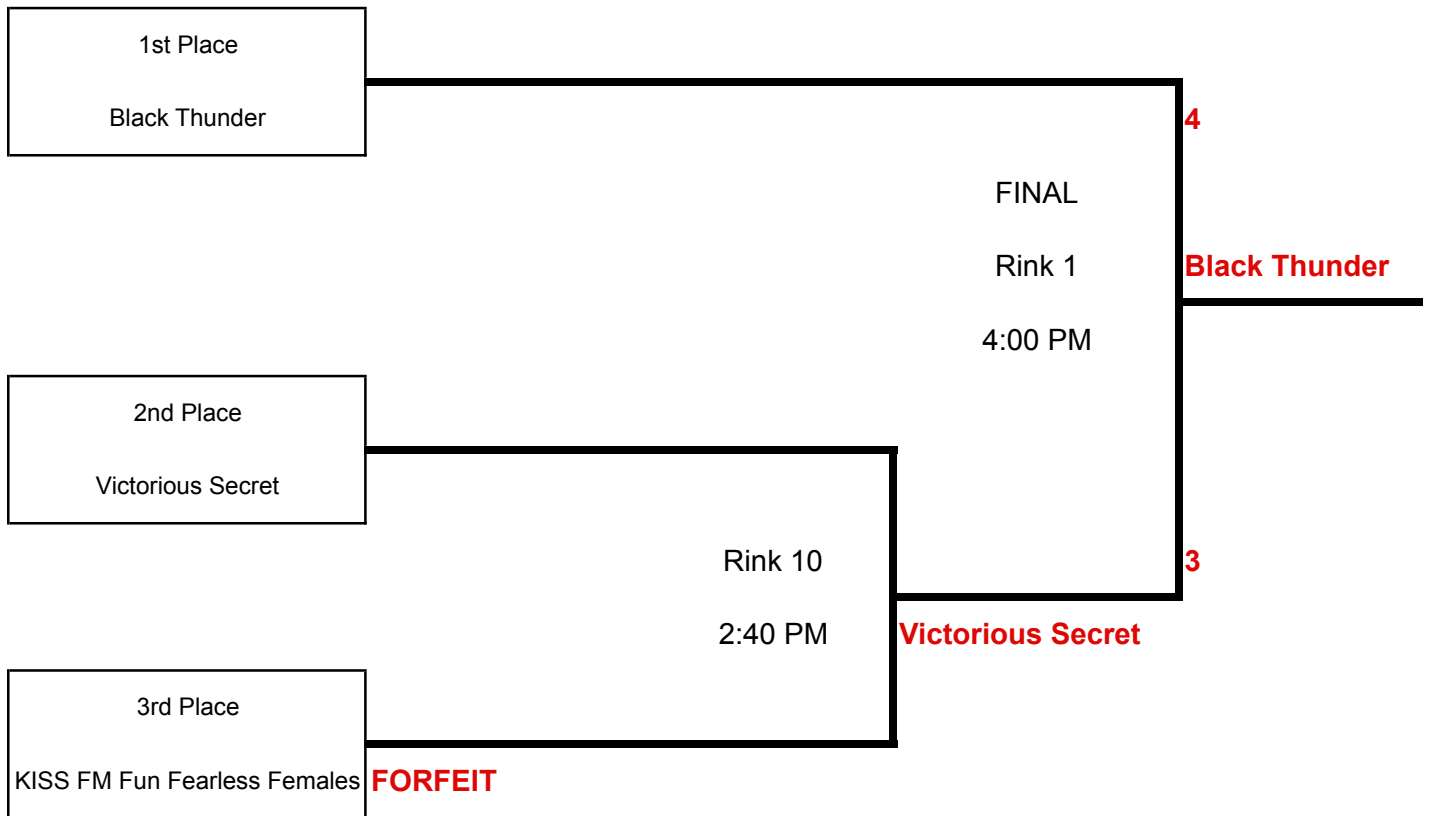 1st Place
Black Thunder
4
FINAL
Rink 1
Black Thunder
4:00 PM
2nd Place
Victorious Secret
Rink 10
3
2:40 PM
Victorious Secret
3rd Place
KISS FM Fun Fearless Females
FORFEIT